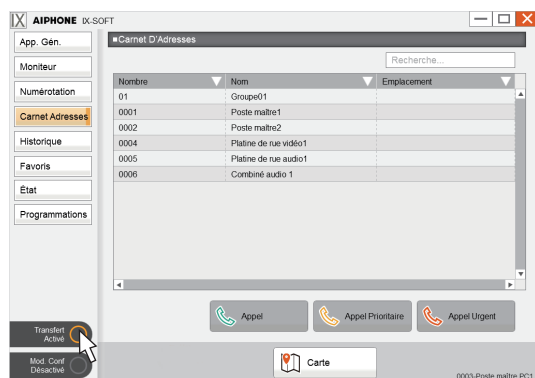 AIPHONE IX-SOFT
App. Gén.
Moniteur
Numérotation
Carnet Adresses
Historique
Favoris
État
Programmations
Transfert
Activé
Mod. Conf
Désactivé
■Carnet D'Adresses
Recherche...
Nombre Nom Emplacement
01 Groupe01
0001 Poste maître1
0002 Poste maître2
0004 Platine de rue vidéo1
0005 Platine de rue audio1
0006 Combiné audio 1
Appel Appel Prioritaire Appel Urgent
Carte
0003-Poste maître PC1